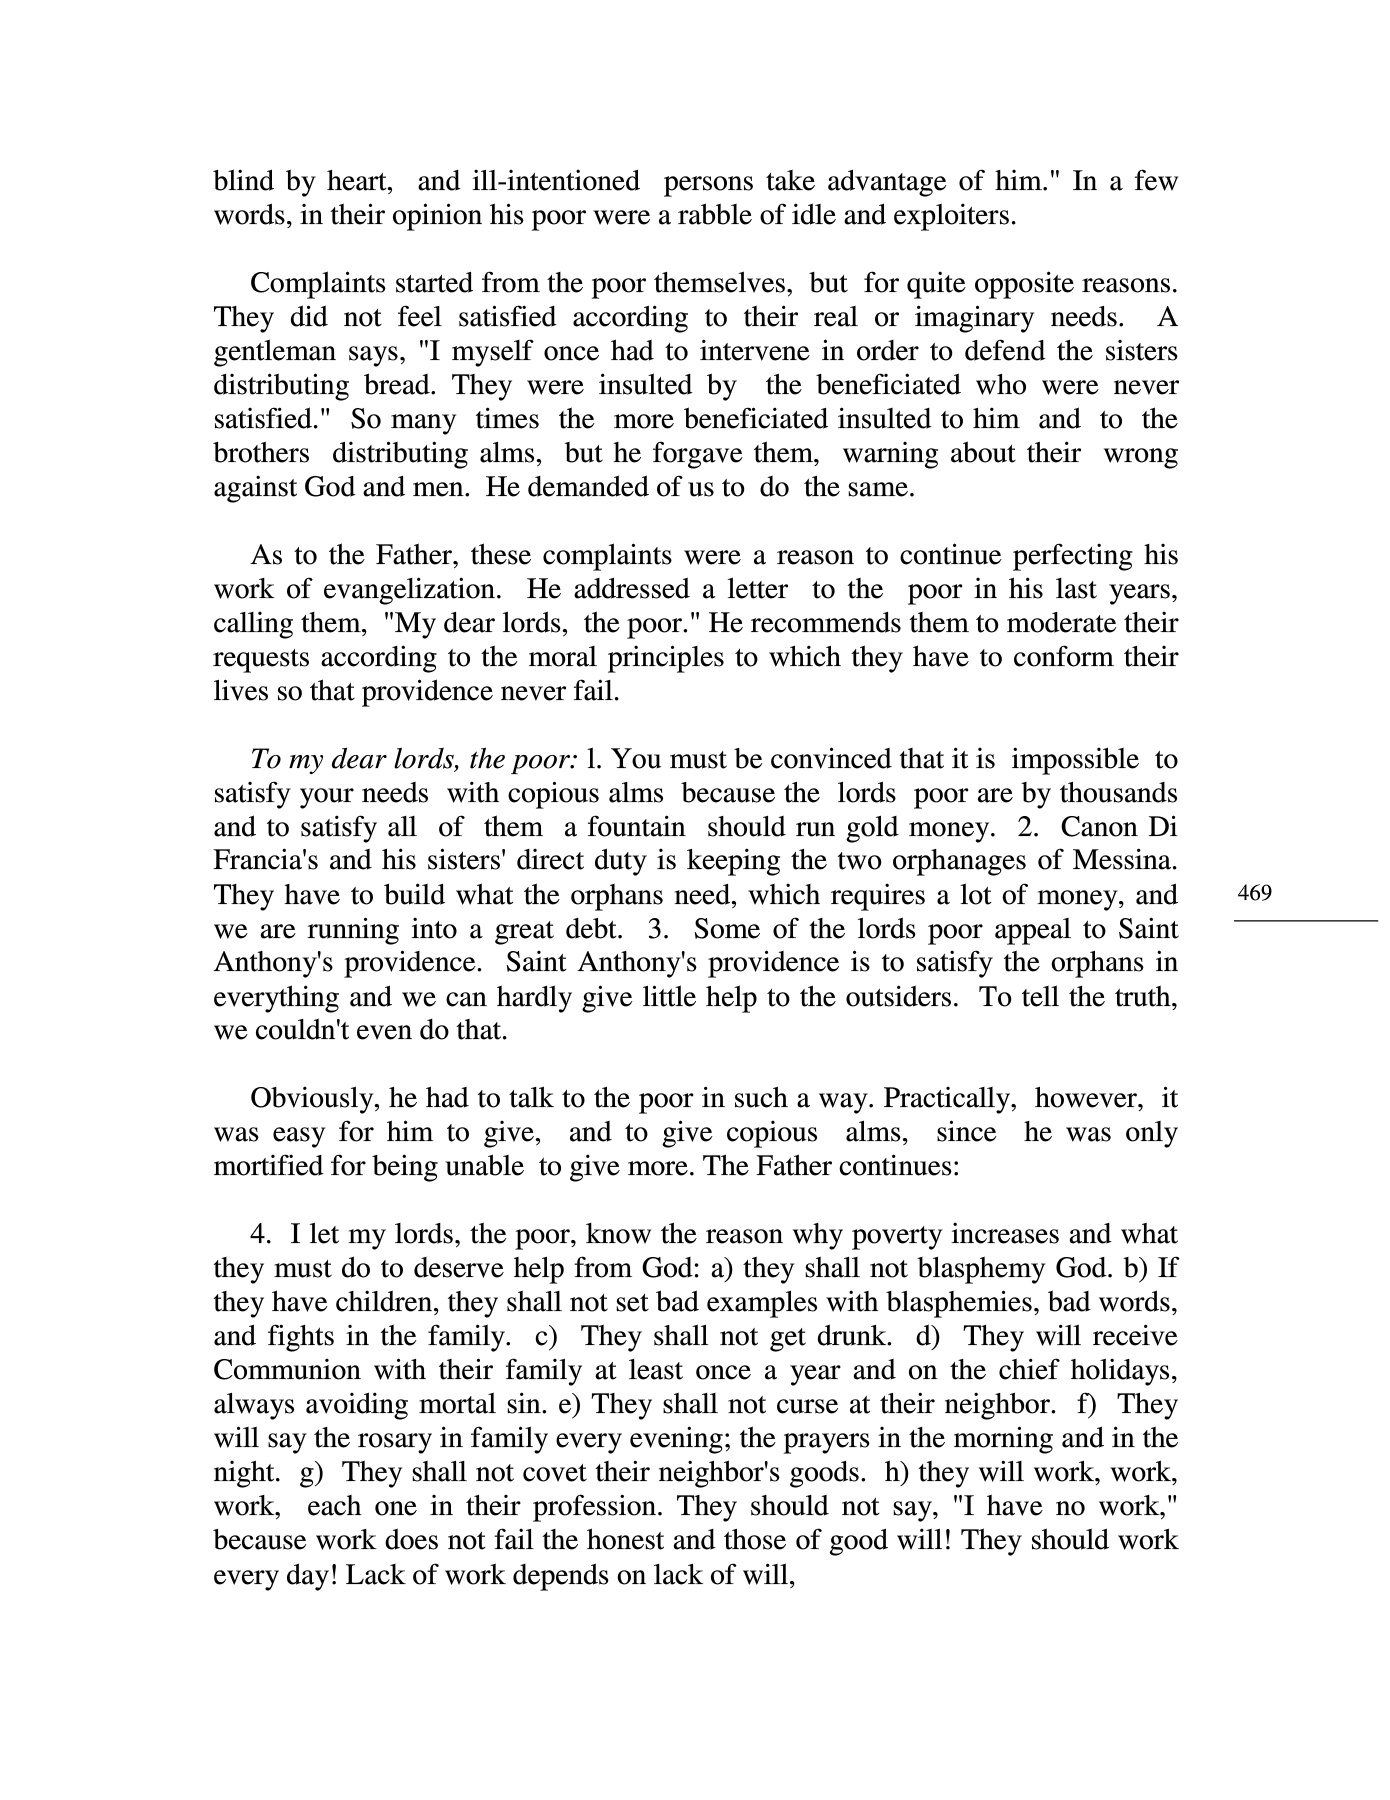 blind by heart, and ill-intentioned persons take advantage of him." In a few
words, in their opinion his poor were a rabble of idle and exploiters.
Complaints started from the poor themselves, but for quite opposite reasons.
They did not feel satisfied according to their real or imaginary needs. A
gentleman says, "I myself once had to intervene in order to defend the sisters
distributing bread. They were insulted by the beneficiated who were never
satisfied." So many times the more beneficiated insulted to him and to the
brothers distributing alms, but he forgave them, warning about their wrong
against God and men. He demanded of us to do the same.
As to the Father, these complaints were a reason to continue perfecting his
work of evangelization. He addressed a letter to the poor in his last years,
calling them, "My dear lords, the poor." He recommends them to moderate their
requests according to the moral principles to which they have to conform their
lives so that providence never fail.
To my dear lords, the poor: l. You must be convinced that it is impossible to
satisfy your needs with copious alms because the lords poor are by thousands
and to satisfy all of them a fountain should run gold money. 2. Canon Di
Francia's and his sisters' direct duty is keeping the two orphanages of Messina.
They have to build what the orphans need, which requires a lot of money, and
we are running into a great debt. 3. Some of the lords poor appeal to Saint
Anthony's providence. Saint Anthony's providence is to satisfy the orphans in
everything and we can hardly give little help to the outsiders. To tell the truth,
we couldn't even do that.
469
Obviously, he had to talk to the poor in such a way. Practically, however, it
was easy for him to give, and to give copious alms, since he was only
mortified for being unable to give more. The Father continues:
4. I let my lords, the poor, know the reason why poverty increases and what
they must do to deserve help from God: a) they shall not blasphemy God. b) If
they have children, they shall not set bad examples with blasphemies, bad words,
and fights in the family. c) They shall not get drunk. d) They will receive
Communion with their family at least once a year and on the chief holidays,
always avoiding mortal sin. e) They shall not curse at their neighbor. f) They
will say the rosary in family every evening; the prayers in the morning and in the
night. g) They shall not covet their neighbor's goods. h) they will work, work,
work, each one in their profession. They should not say, "I have no work,"
because work does not fail the honest and those of good will! They should work
every day! Lack of work depends on lack of will,